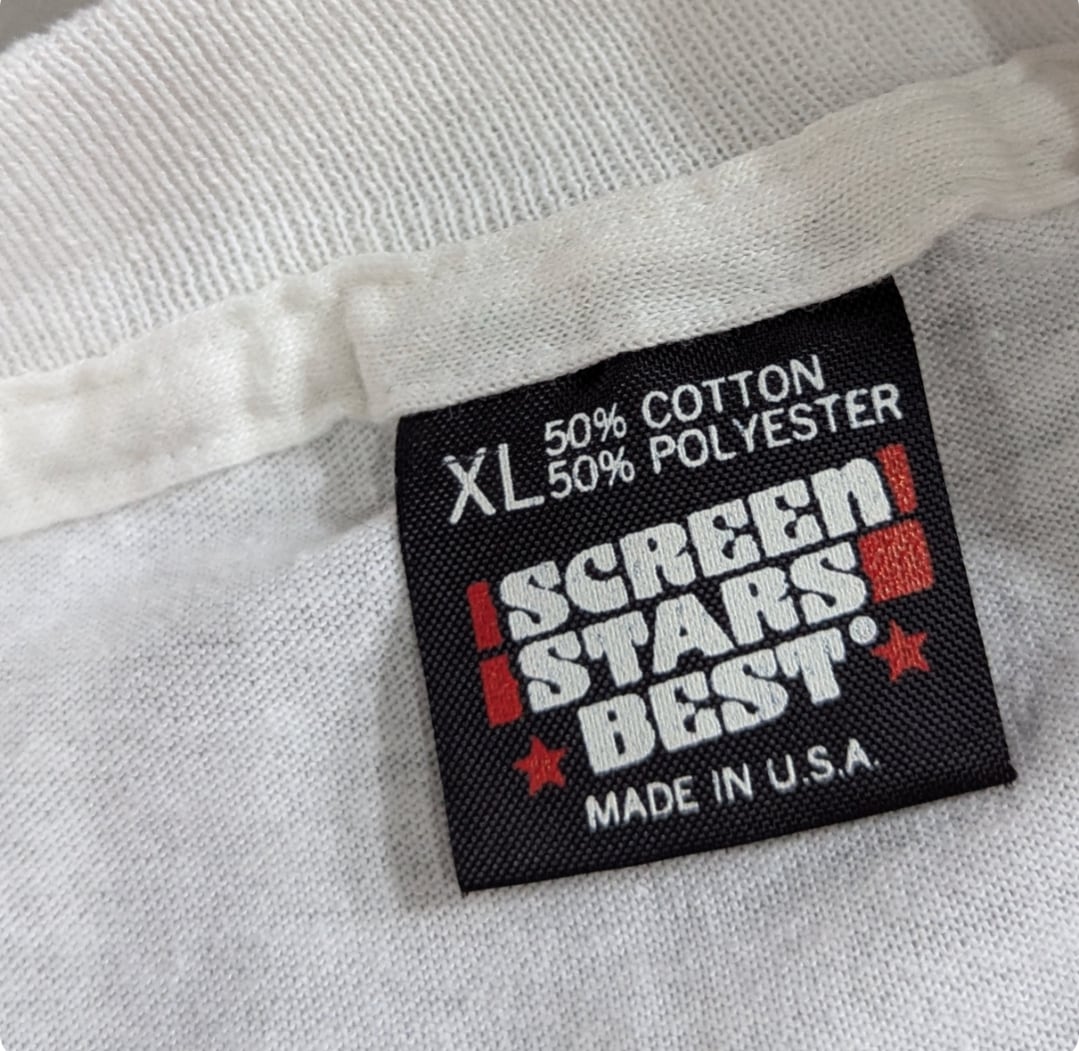 XL
50% COTTON
50% POLYESTER
SCREEN
STARS
BEST®
MADE IN U.S.A.